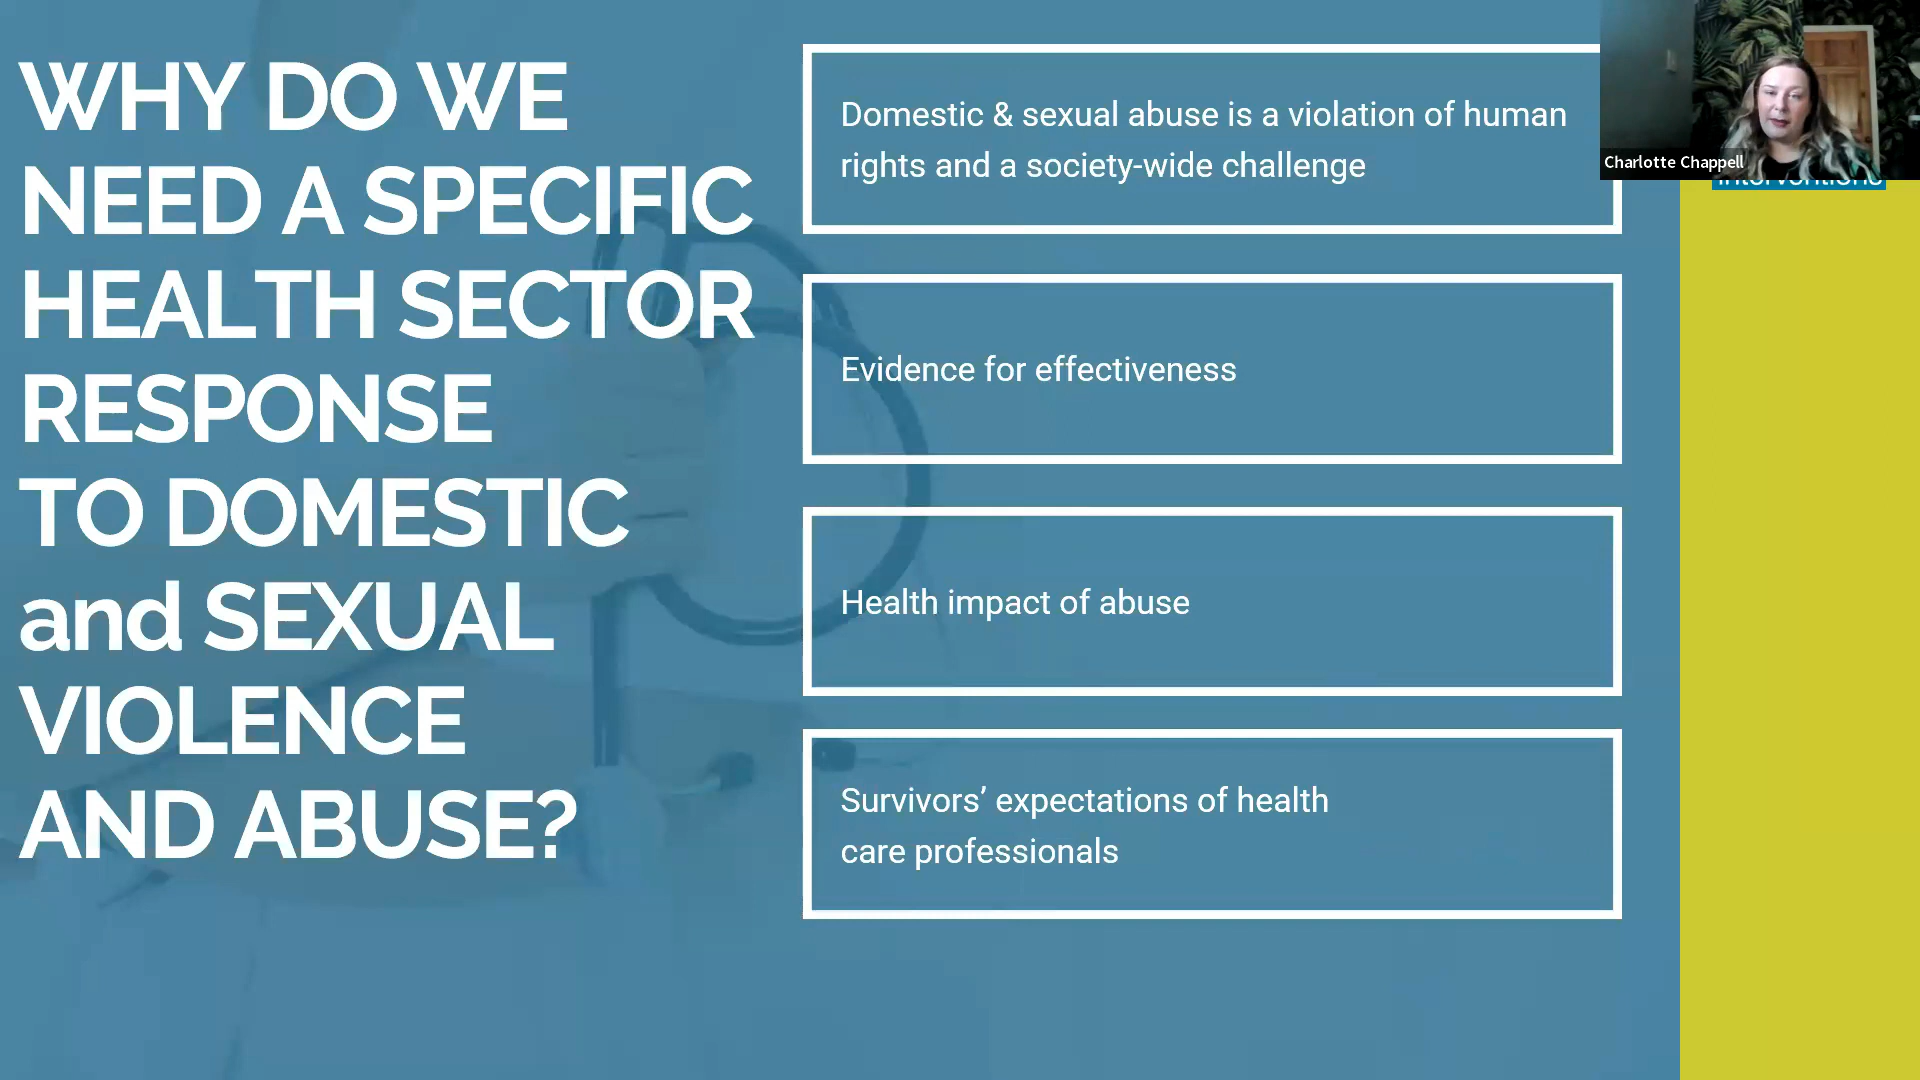 WHY DO WE
NEED A SPECIFIC
HEALTH SECTOR
RESPONSE
TO DOMESTIC
and SEXUAL
VIOLENCE
AND ABUSE?
Domestic & sexual abuse is a violation of human
rights and a society-wide challenge
Evidence for effectiveness
Health impact of abuse
Survivors’ expectations of health
care professionals
Charlotte Chappell
interventions